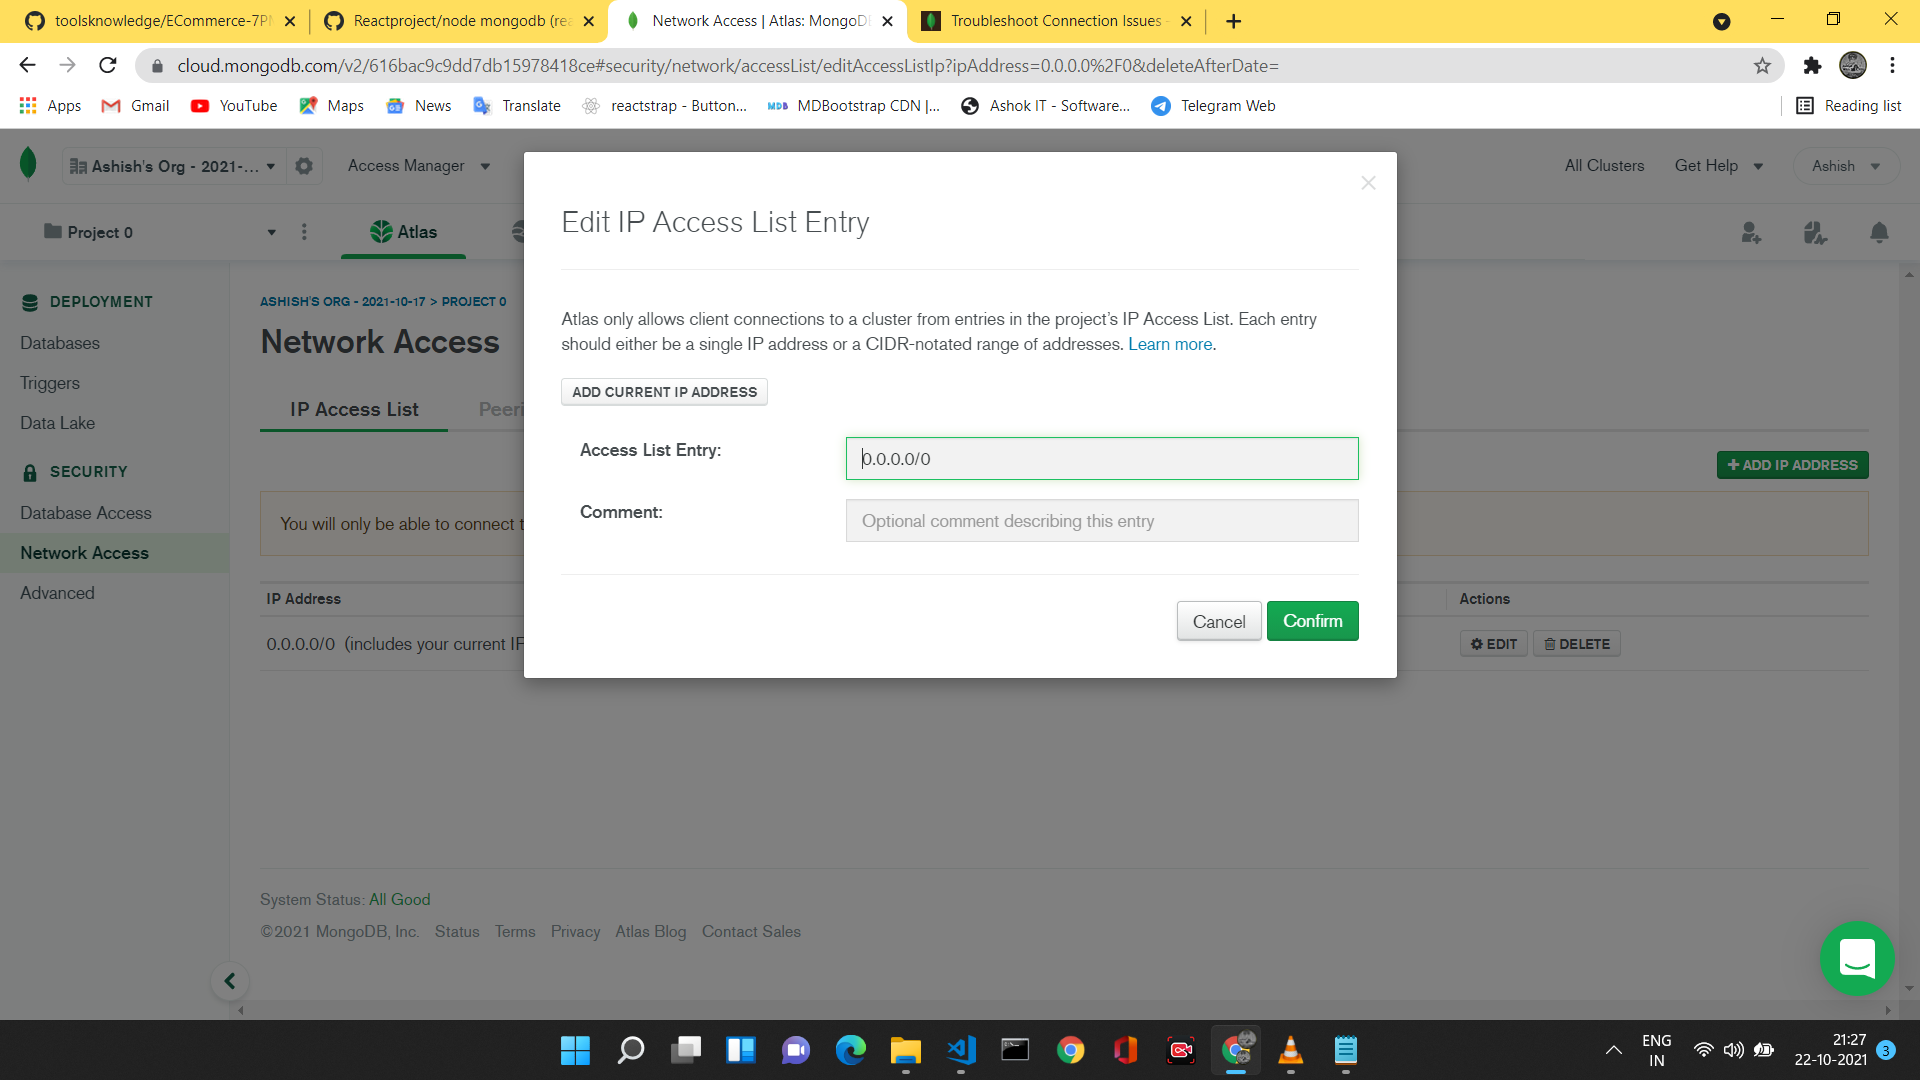 toolsknowledge/ECommerce-7PM
Reactproject/node mongodb (rea
Network Access | Atlas: MongoDB
Troubleshoot Connection Issues -
cloud.mongodb.com/v2/616bac9c9dd7db15978418ce#security/network/accessList/editAccessListIp?ipAddress=0.0.0.0%2F0&deleteAfterDate=
Apps
Gmail
YouTube
Maps
News
Translate
reactstrap - Button...
MDB MDBootstrap CDN |...
Ashok IT - Software...
Telegram Web
Reading list
Ashish's Org - 2021-...
Access Manager
All Clusters
Get Help
Ashish
Project 0
Atlas
DEPLOYMENT
Databases
Triggers
Data Lake
SECURITY
Database Access
Network Access
Advanced
ASHISH'S ORG - 2021-10-17 > PROJECT 0
Network Access
IP Access List
Peeri
+ ADD IP ADDRESS
You will only be able to connect t
IP Address
Actions
0.0.0.0/0 (includes your current IP
EDIT
DELETE
Edit IP Access List Entry
Atlas only allows client connections to a cluster from entries in the project's IP Access List. Each entry
should either be a single IP address or a CIDR-notated range of addresses. Learn more.
ADD CURRENT IP ADDRESS
Access List Entry:
0.0.0.0/0
Comment:
Optional comment describing this entry
Cancel
Confirm
System Status: All Good
©2021 MongoDB, Inc.
Status
Terms
Privacy
Atlas Blog
Contact Sales
ENG
IN
21:27
22-10-2021
3